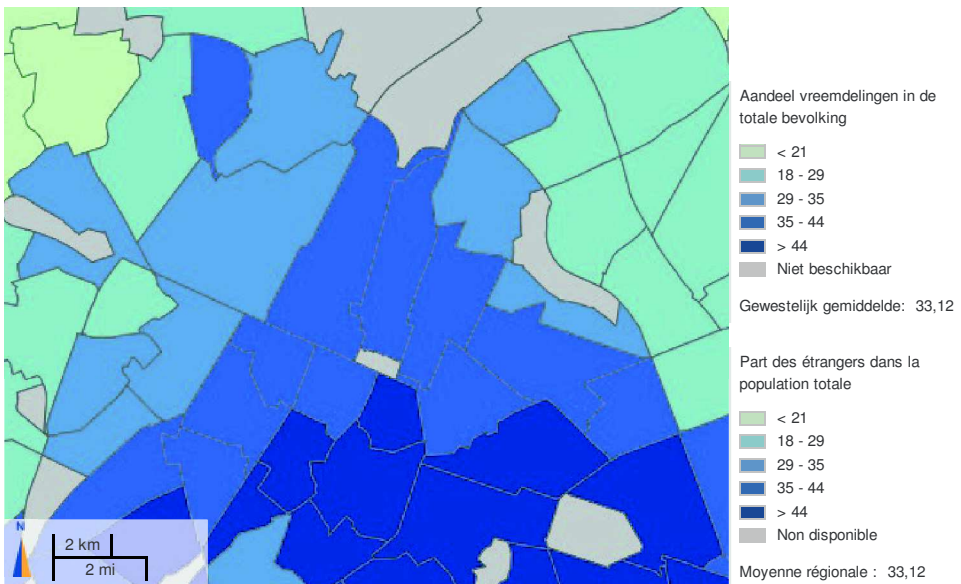 Aandeel vreemdelingen in de
totale bevolking
< 21
18 - 29
29 - 35
35 - 44
> 44
Niet beschikbaar
Gewestelijk gemiddelde: 33,12
Part des étrangers dans la
population totale
< 21
18 - 29
29 - 35
35 - 44
> 44
Non disponible
Moyenne régionale : 33,12
N
2 km
2 mi